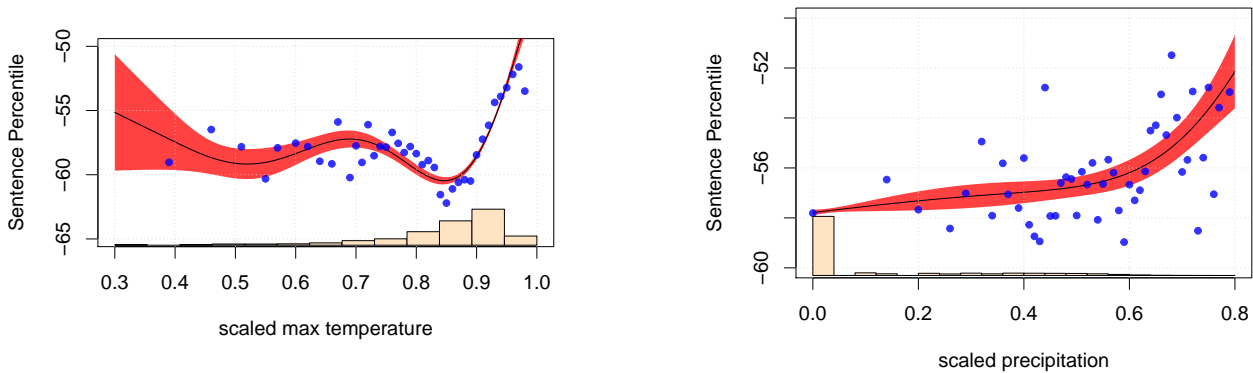 Sentence Percentile
−50
−55
−60
−65
0.3 0.4 0.5 0.6 0.7 0.8 0.9 1.0
scaled max temperature
Sentence Percentile
−52
−56
−60
0.0 0.2 0.4 0.6 0.8
scaled precipitation